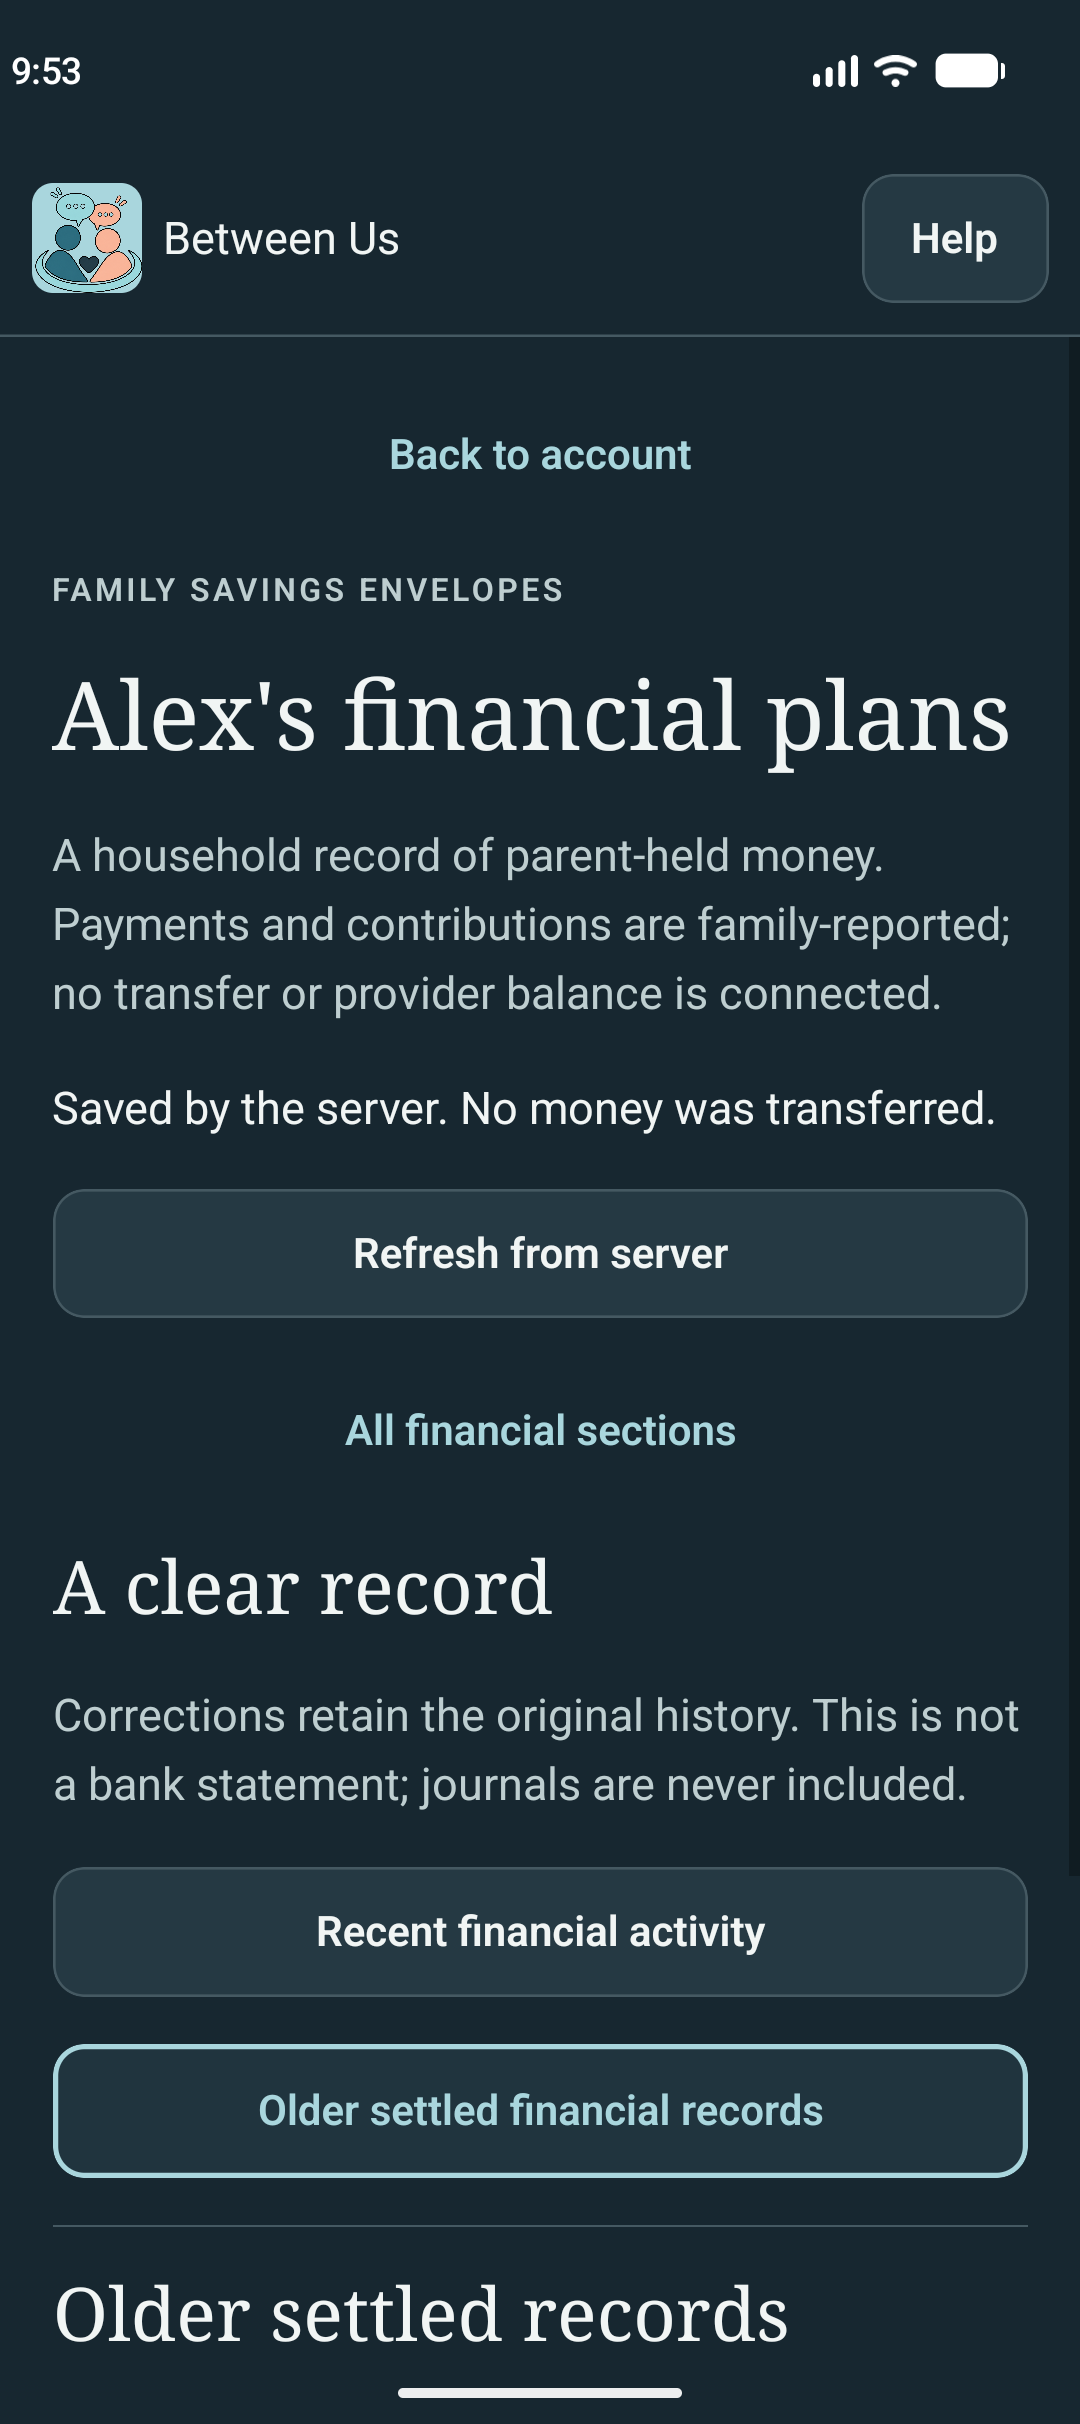 9:53
Between Us
Help
Back to account
FAMILY SAVINGS ENVELOPES
Alex's financial plans
A household record of parent-held money.
Payments and contributions are family-reported;
no transfer or provider balance is connected.
Saved by the server. No money was transferred.
Refresh from server
All financial sections
A clear record
Corrections retain the original history. This is not
a bank statement; journals are never included.
Recent financial activity
Older settled financial records
Older settled records